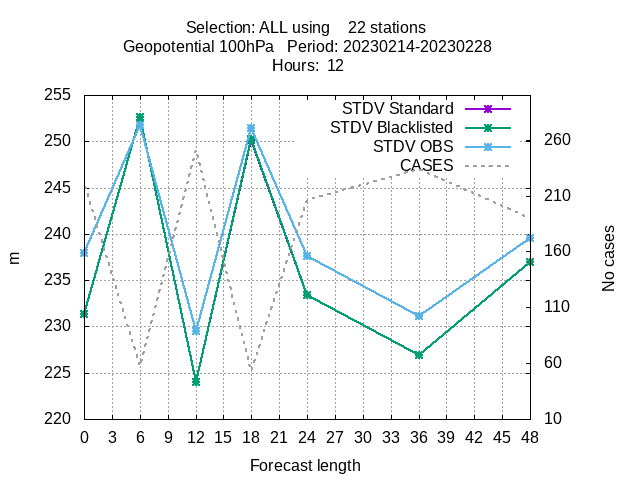 Selection: ALL using    22 stations
Geopotential 100hPa   Period: 20230214-20230228
Hours:  12
STDV Standard
STDV Blacklisted
STDV OBS
CASES
255
250
245
240
235
230
225
220
m
260
210
160
110
60
10
No cases
0 3 6 9 12 15 18 21 24 27 30 33 36 39 42 45 48
Forecast length